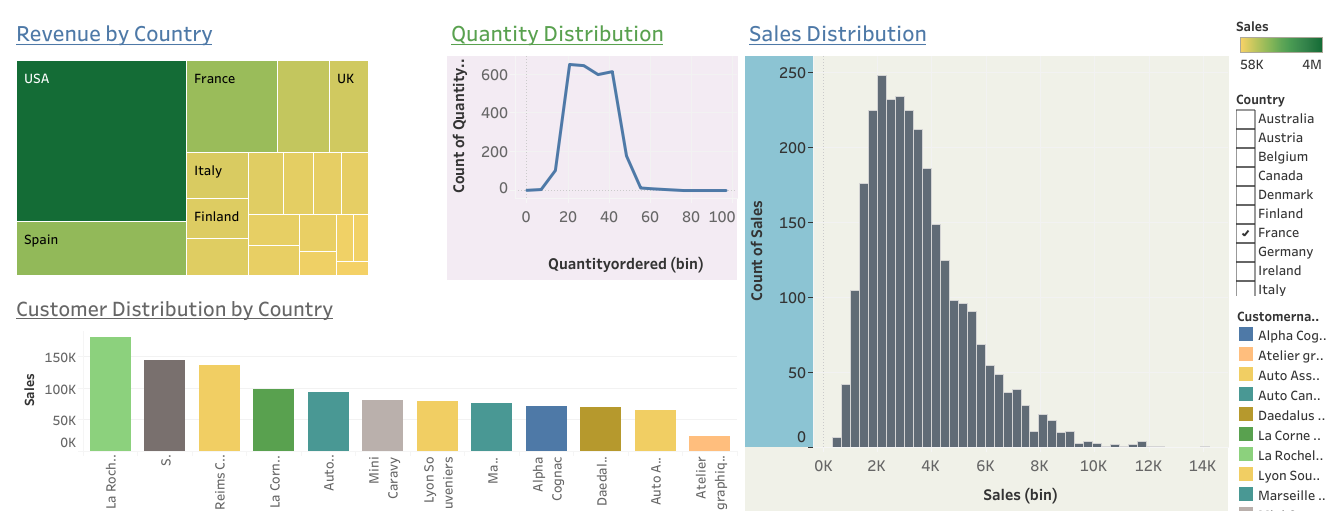 Revenue by Country
USA
France
UK
Italy
Finland
Spain
Quantity Distribution
Count of Quantity..
600
400
200
0
0
20
40
60
80
100
Quantityordered (bin)
Sales Distribution
Count of Sales
250
200
150
100
50
0
0K
2K
4K
6K
8K
10K
12K
14K
Sales (bin)
Customer Distribution by Country
Sales
150K
100K
50K
0K
La Roch..
S.
Reims C..
La Corn..
Auto..
Mini
Caravy
Lyon So
uveniers
Ma..
Alpha
Cognac
Daedal..
Auto A..
Atelier
graphiq..
Sales
58K
4M
Country
Australia
Austria
Belgium
Canada
Denmark
Finland
France
Germany
Ireland
Italy
Customerna..
Alpha Cog..
Atelier gr..
Auto Ass..
Auto Can..
Daedalus ..
La Corne ..
La Rochel..
Lyon Sou..
Marseille ..